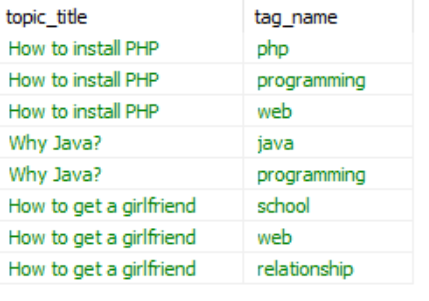 topic_title tag_name
How to install PHP php
How to install PHP programming
How to install PHP web
Why Java? java
Why Java? programming
How to get a girlfriend school
How to get a girlfriend web
How to get a girlfriend relationship